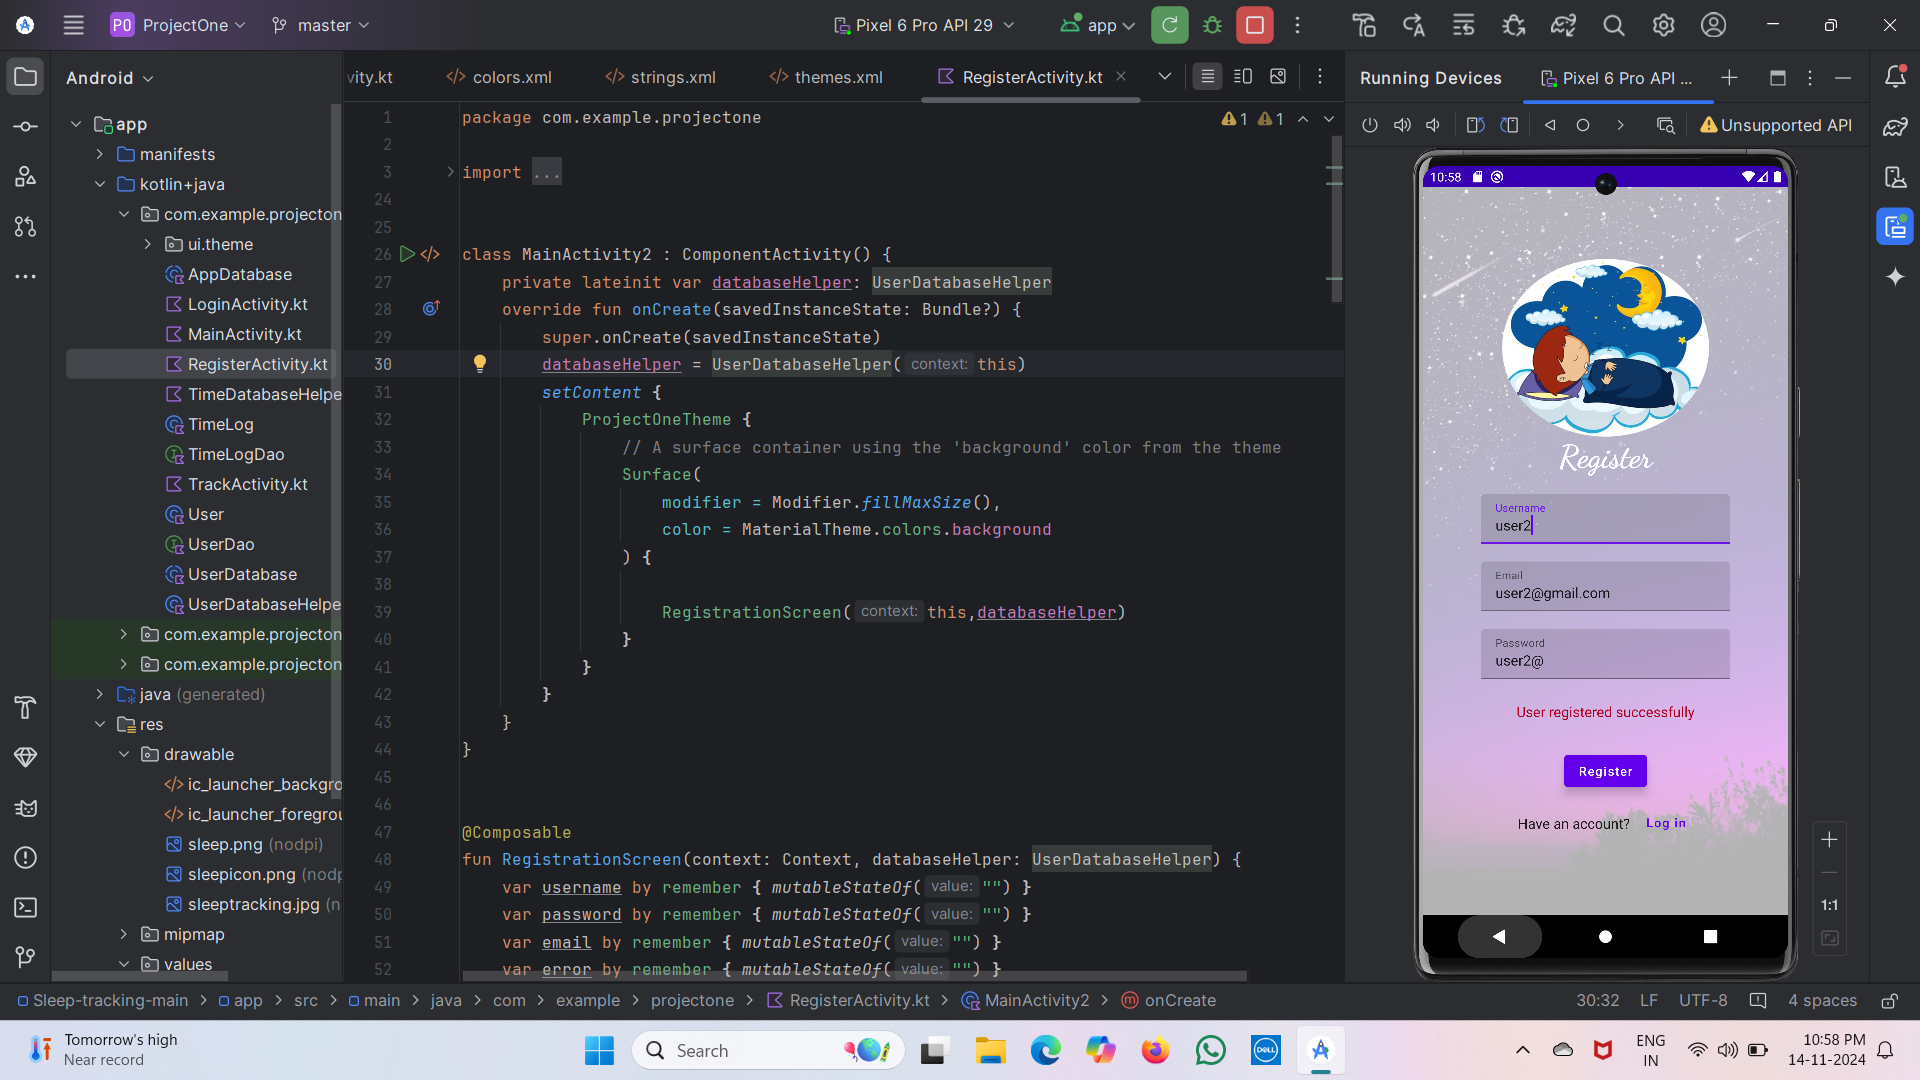 P0 ProjectOne master
Pixel 6 Pro API 29 app
Android
app
manifests
kotlin+java
com.example.projecton
ui.theme
AppDatabase
LoginActivity.kt
MainActivity.kt
RegisterActivity.kt
TimeDatabaseHelpe
TimeLog
TimeLogDao
TrackActivity.kt
User
UserDao
UserDatabase
UserDatabaseHelpe
com.example.projecton
com.example.projecton
java (generated)
res
drawable
ic_launcher_backgro
ic_launcher_foregrou
sleep.png (nodpi)
sleepicon.png (nodp
sleeptracking.jpg (n
mipmap
values
vity.kt colors.xml strings.xml themes.xml RegisterActivity.kt
1 package com.example.projectone
1 1
2
3 import ...
24
25
26 class MainActivity2 : ComponentActivity() {
27 private lateinit var databaseHelper: UserDatabaseHelper
28 override fun onCreate(savedInstanceState: Bundle?) {
29 super.onCreate(savedInstanceState)
30 databaseHelper = UserDatabaseHelper( context: this)
31 setContent {
32 ProjectOneTheme {
33 // A surface container using the 'background' color from the theme
34 Surface(
35 modifier = Modifier.fillMaxSize(),
36 color = MaterialTheme.colors.background
37 ) {
38
39 RegistrationScreen( context: this,databaseHelper)
40 }
41 }
42 }
43 }
44 }
45
46
47 @Composable
48 fun RegistrationScreen(context: Context, databaseHelper: UserDatabaseHelper) {
49 var username by remember { mutableStateOf( value: "") }
50 var password by remember { mutableStateOf( value: "") }
51 var email by remember { mutableStateOf( value: "") }
52 var error by remember { mutableStateOf( value: "") }
Running Devices Pixel 6 Pro API ...
Unsupported API
10:58
Register
Username
user2
Email
user2@gmail.com
Password
user2@
User registered successfully
Register
Have an account? Log in
1:1
Sleep-tracking-main > app > src > main > java > com > example > projectone > RegisterActivity.kt > MainActivity2 > onCreate
30:32 LF UTF-8 4 spaces
Tomorrow's high
Near record
Search
DELL
ENG
IN
10:58 PM
14-11-2024